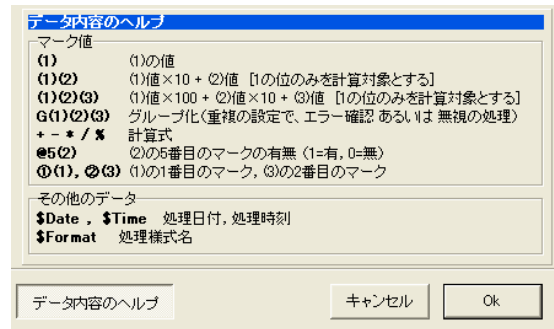 データ内容のヘルプ
マーク値
(1) (1)の値
(1)(2) (1)値×10 + (2)値 [1の位のみを計算対象とする]
(1)(2)(3) (1)値×100 + (2)値×10 + (3)値 [1の位のみを計算対象とする]
G(1)(2)(3) グループ化(重複の設定で、エラー確認 あるいは 無視の処理)
+ - * / % 計算式
@5(2) (2)の5番目のマークの有無 (1=有, 0=無)
①(1), ②(3) (1)の1番目のマーク, (3)の2番目のマーク
その他のデータ
$Date , $Time 処理日付, 処理時刻
$Format 処理様式名
データ内容のヘルプ
キャンセル
Ok